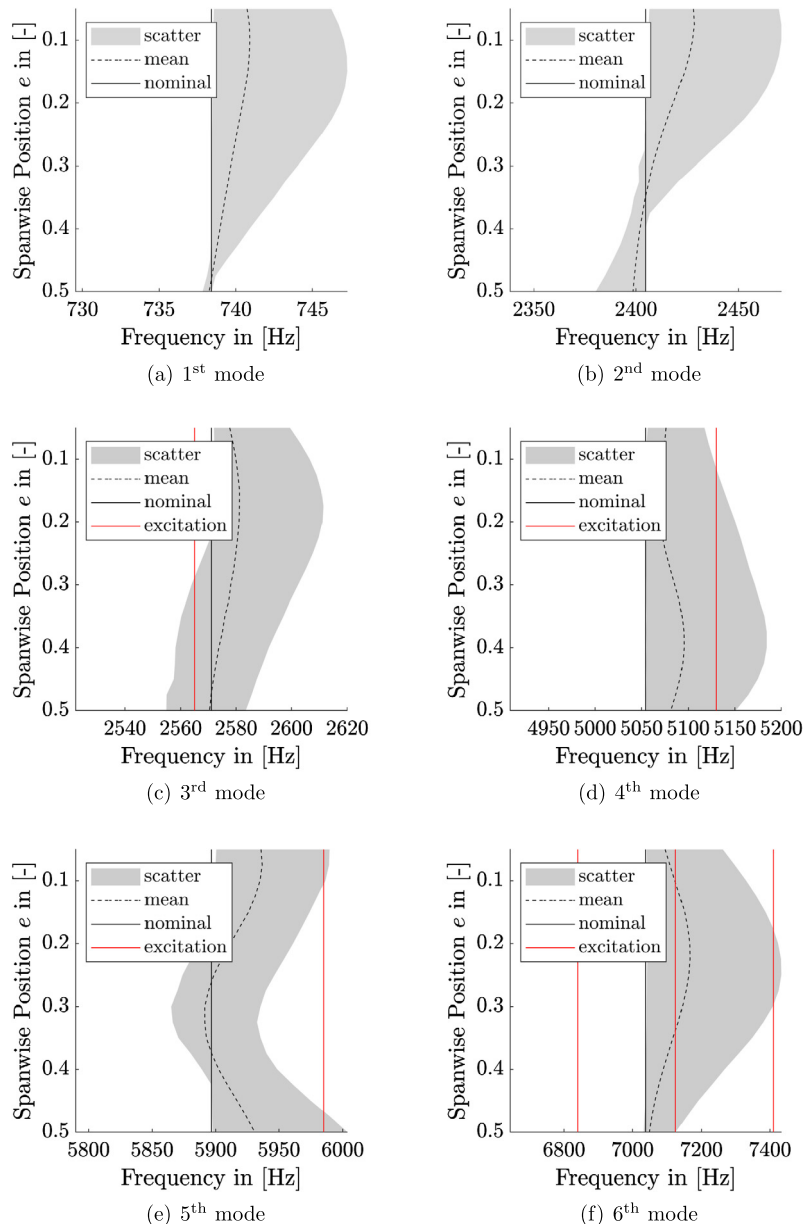 0.1
0.2
0.3
0.4
0.5
Spanwise Position e in [-]
scatter
mean
nominal
730 735 740 745
Frequency in [Hz]
(a) 1st mode
0.1
0.2
0.3
0.4
0.5
Spanwise Position e in [-]
scatter
mean
nominal
2350 2400 2450
Frequency in [Hz]
(b) 2nd mode
0.1
0.2
0.3
0.4
0.5
Spanwise Position e in [-]
scatter
mean
nominal
excitation
2540 2560 2580 2600 2620
Frequency in [Hz]
(c) 3rd mode
0.1
0.2
0.3
0.4
0.5
Spanwise Position e in [-]
scatter
mean
nominal
excitation
4950 5000 5050 5100 5150 5200
Frequency in [Hz]
(d) 4th mode
0.1
0.2
0.3
0.4
0.5
Spanwise Position e in [-]
scatter
mean
nominal
excitation
5800 5850 5900 5950 6000
Frequency in [Hz]
(e) 5th mode
0.1
0.2
0.3
0.4
0.5
Spanwise Position e in [-]
scatter
mean
nominal
excitation
6800 7000 7200 7400
Frequency in [Hz]
(f) 6th mode